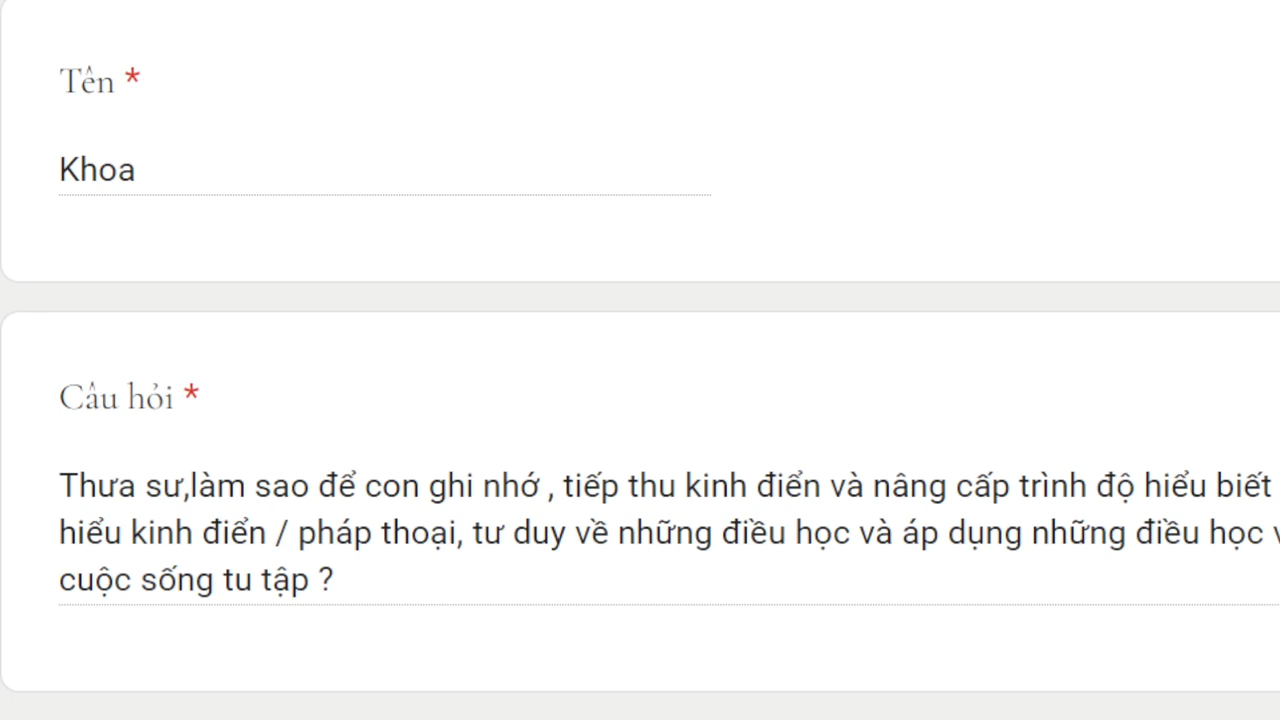 Tên *
Khoa
Câu hỏi *
Thưa sư,làm sao để con ghi nhớ , tiếp thu kinh điển và nâng cấp trình độ hiểu biết
hiểu kinh điển / pháp thoại, tư duy về những điều học và áp dụng những điều học
cuộc sống tu tập ?